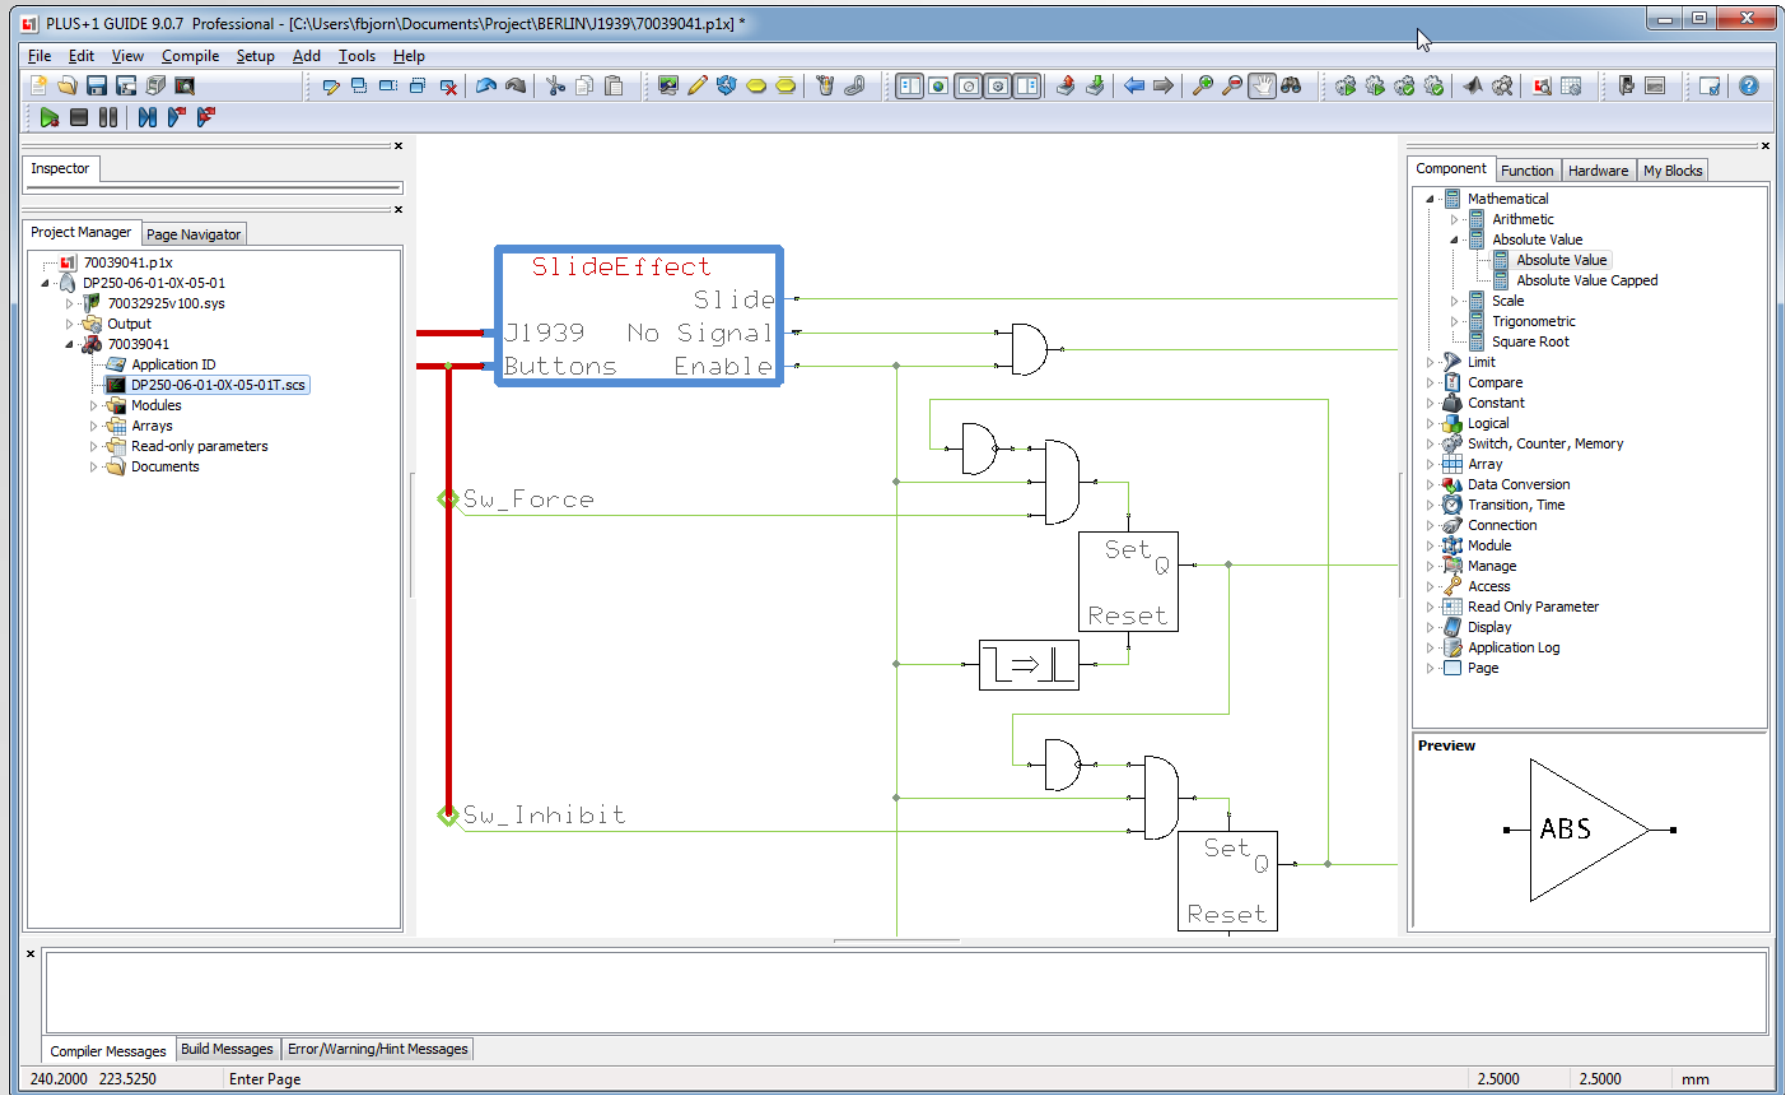 PLUS+1 GUIDE 9.0.7 Professional - [C:\Users\fbjorn\Documents\Project\BERLIN\J1939\70039041.p1x] *
File Edit View Compile Setup Add Tools Help
Inspector
Project Manager Page Navigator
70039041.p1x
DP250-06-01-0X-05-01
70032925v100.sys
Output
70039041
Application ID
DP250-06-01-0X-05-01T.scs
Modules
Arrays
Read-only parameters
Documents
SlideEffect
Slide
J1939 No Signal
Buttons Enable
Sw_Force
Set
Q
Reset
Sw_Inhibit
Set
Q
Reset
Component Function Hardware My Blocks
Mathematical
Arithmetic
Absolute Value
Absolute Value
Absolute Value Capped
Scale
Trigonometric
Square Root
Limit
Compare
Constant
Logical
Switch, Counter, Memory
Array
Data Conversion
Transition, Time
Connection
Module
Manage
Access
Read Only Parameter
Display
Application Log
Page
Preview
ABS
Compiler Messages Build Messages Error/Warning/Hint Messages
240.2000 223.5250 Enter Page 2.5000 2.5000 mm